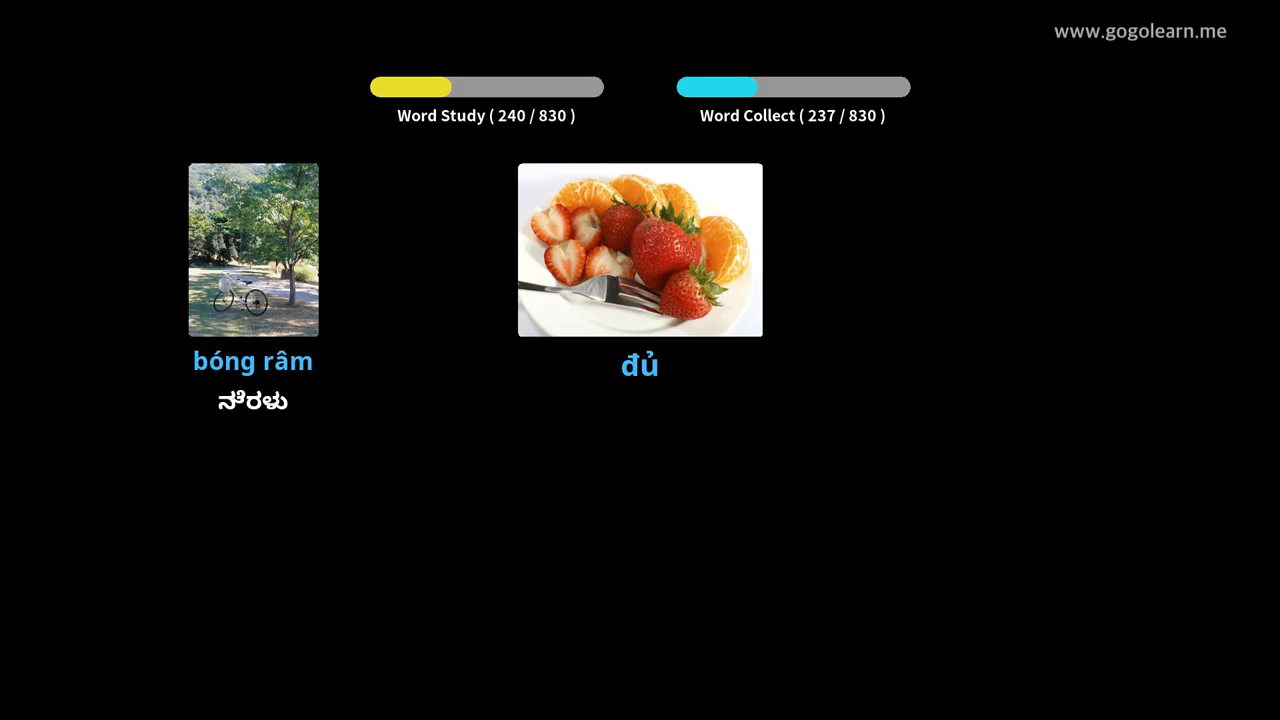 www.gogolearn.me
Word Study ( 240 / 830 )
Word Collect ( 237 / 830 )
bóng râm
ನೆರಳು
đủ